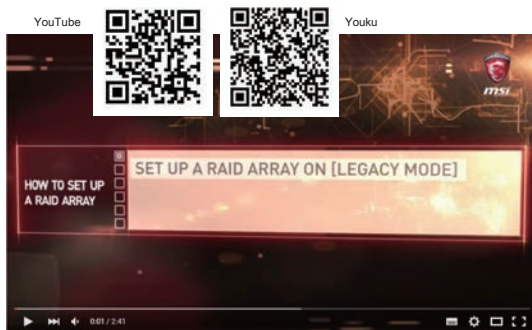 YouTube
Youku
msi
SET UP A RAID ARRAY ON [LEGACY MODE]
HOW TO SET UP
A RAID ARRAY
0:01 / 2:41